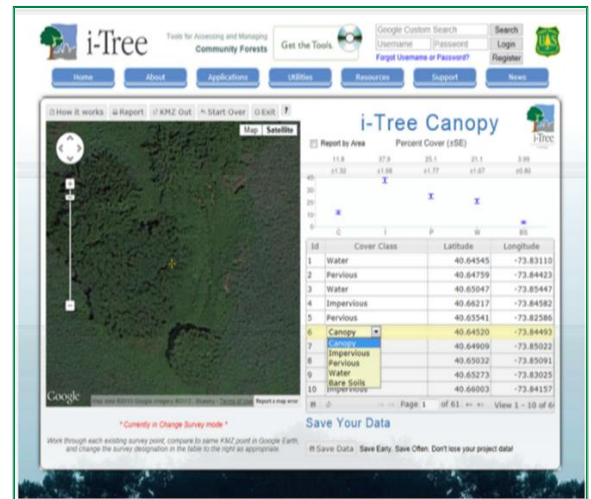 i-Tree
Tools for Assessing and Managing
Community Forests
Get the Tools
Google Custom Search
Search
Username
Password
Login
Forgot Username or Password?
Register
Home
About
Applications
Utilities
Resources
Support
News
How it works
Report
KMZ Out
Start Over
Exit
?
Map
Satellite
i-Tree Canopy
i-Tree
Report by Area
Percent Cover (±SE)
11.8 37.9 25.1 21.1 3.99
±1.32 ±1.98 ±1.77 ±1.67 ±0.80
40
30
20
10
0
C I P W BS
Id Cover Class Latitude Longitude
1 Water 40.64545 -73.83110
2 Pervious 40.64759 -73.84423
3 Water 40.65047 -73.85447
4 Impervious 40.66217 -73.84582
5 Pervious 40.65541 -73.82586
6 Canopy 40.64520 -73.84493
7 40.64909 -73.85022
8 40.65032 -73.85091
9 40.65273 -73.83025
10 Impervious 40.66003 -73.84157
Canopy
Impervious
Pervious
Water
Bare Soils
Page 1 of 61
View 1 - 10 of 6
Google
Terms of Use
Report a map error
* Currently in Change Survey mode *
Work through each existing survey point, compare to same KMZ point in Google Earth,
and change the survey designation in the table to the right as appropriate.
Save Your Data
Save Data
Save Early. Save Often. Don't lose your project data!